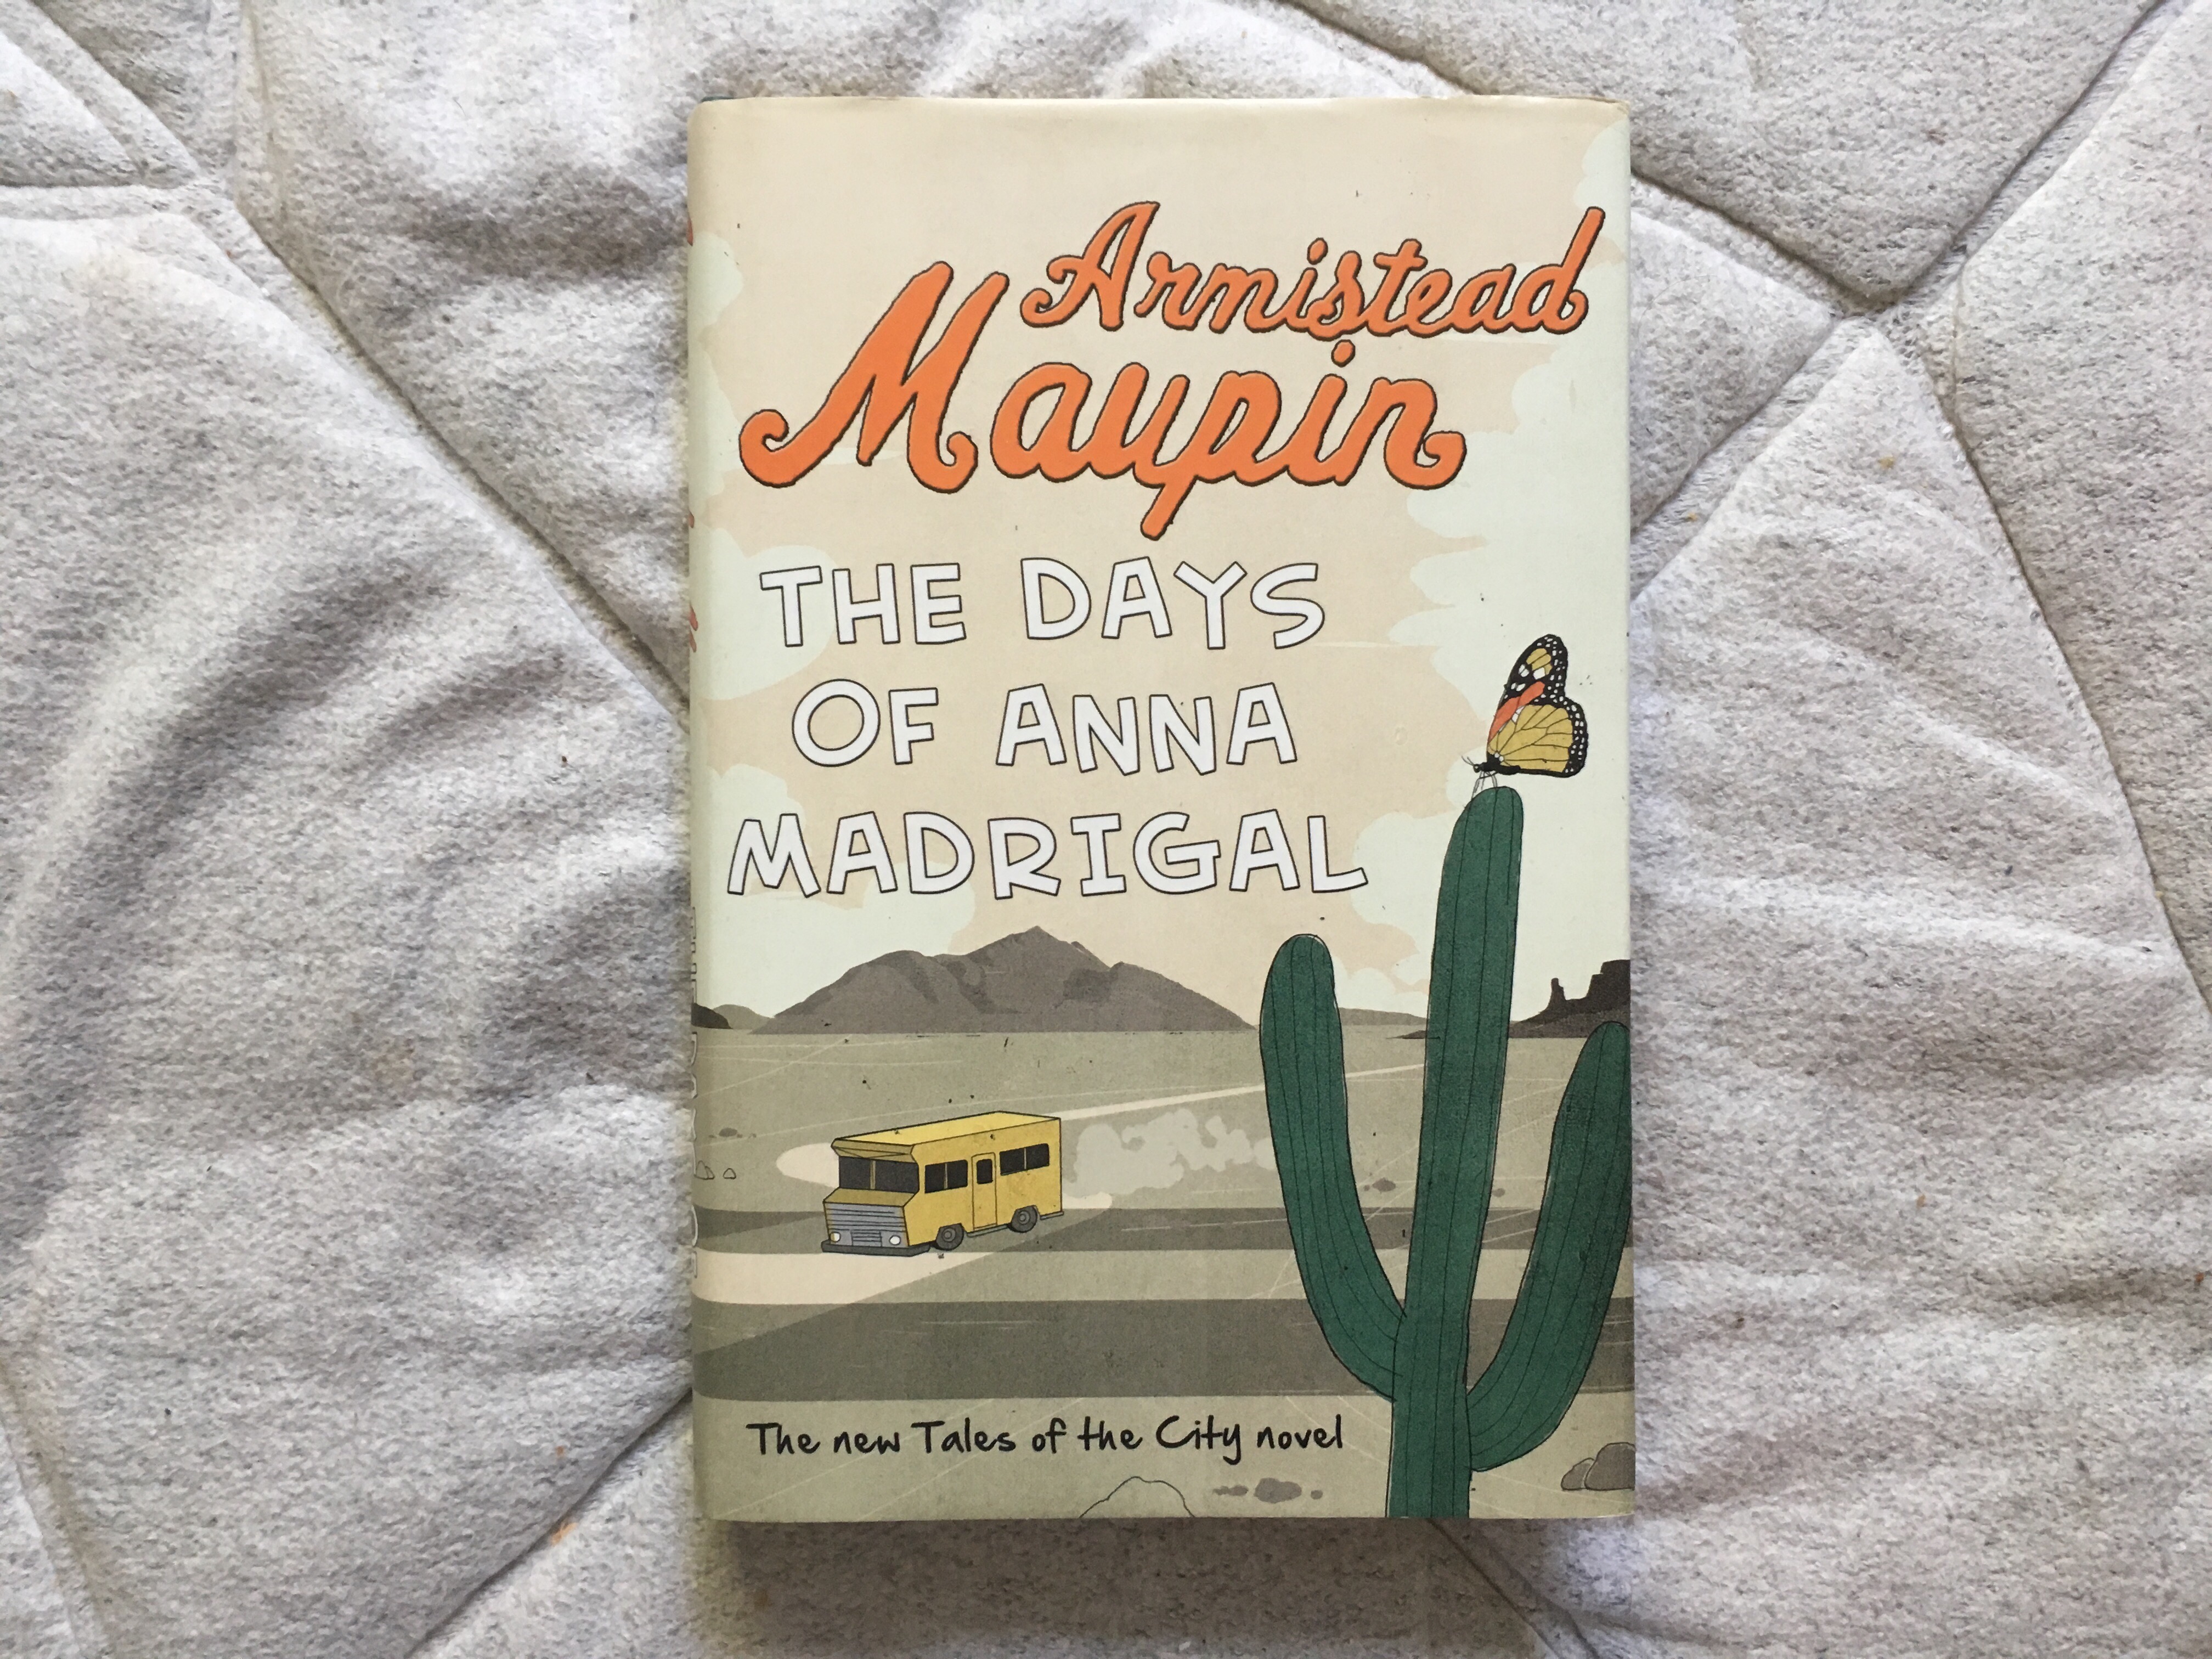 Armistead
Maupin
THE DAYS
OF ANNA
MADRIGAL
The new Tales of the City novel